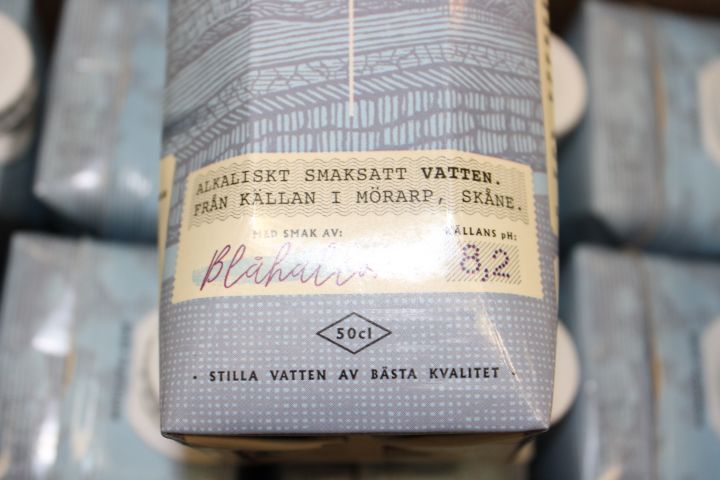 ALKALISKT SMAKSATT VATTEN.
FRÅN KÄLLAN I MÖRARP, SKÅNE.
MED SMAK AV:
KÄLLANS pH:
8,2
50cl
· STILLA VATTEN AV BÄSTA KVALITET ·